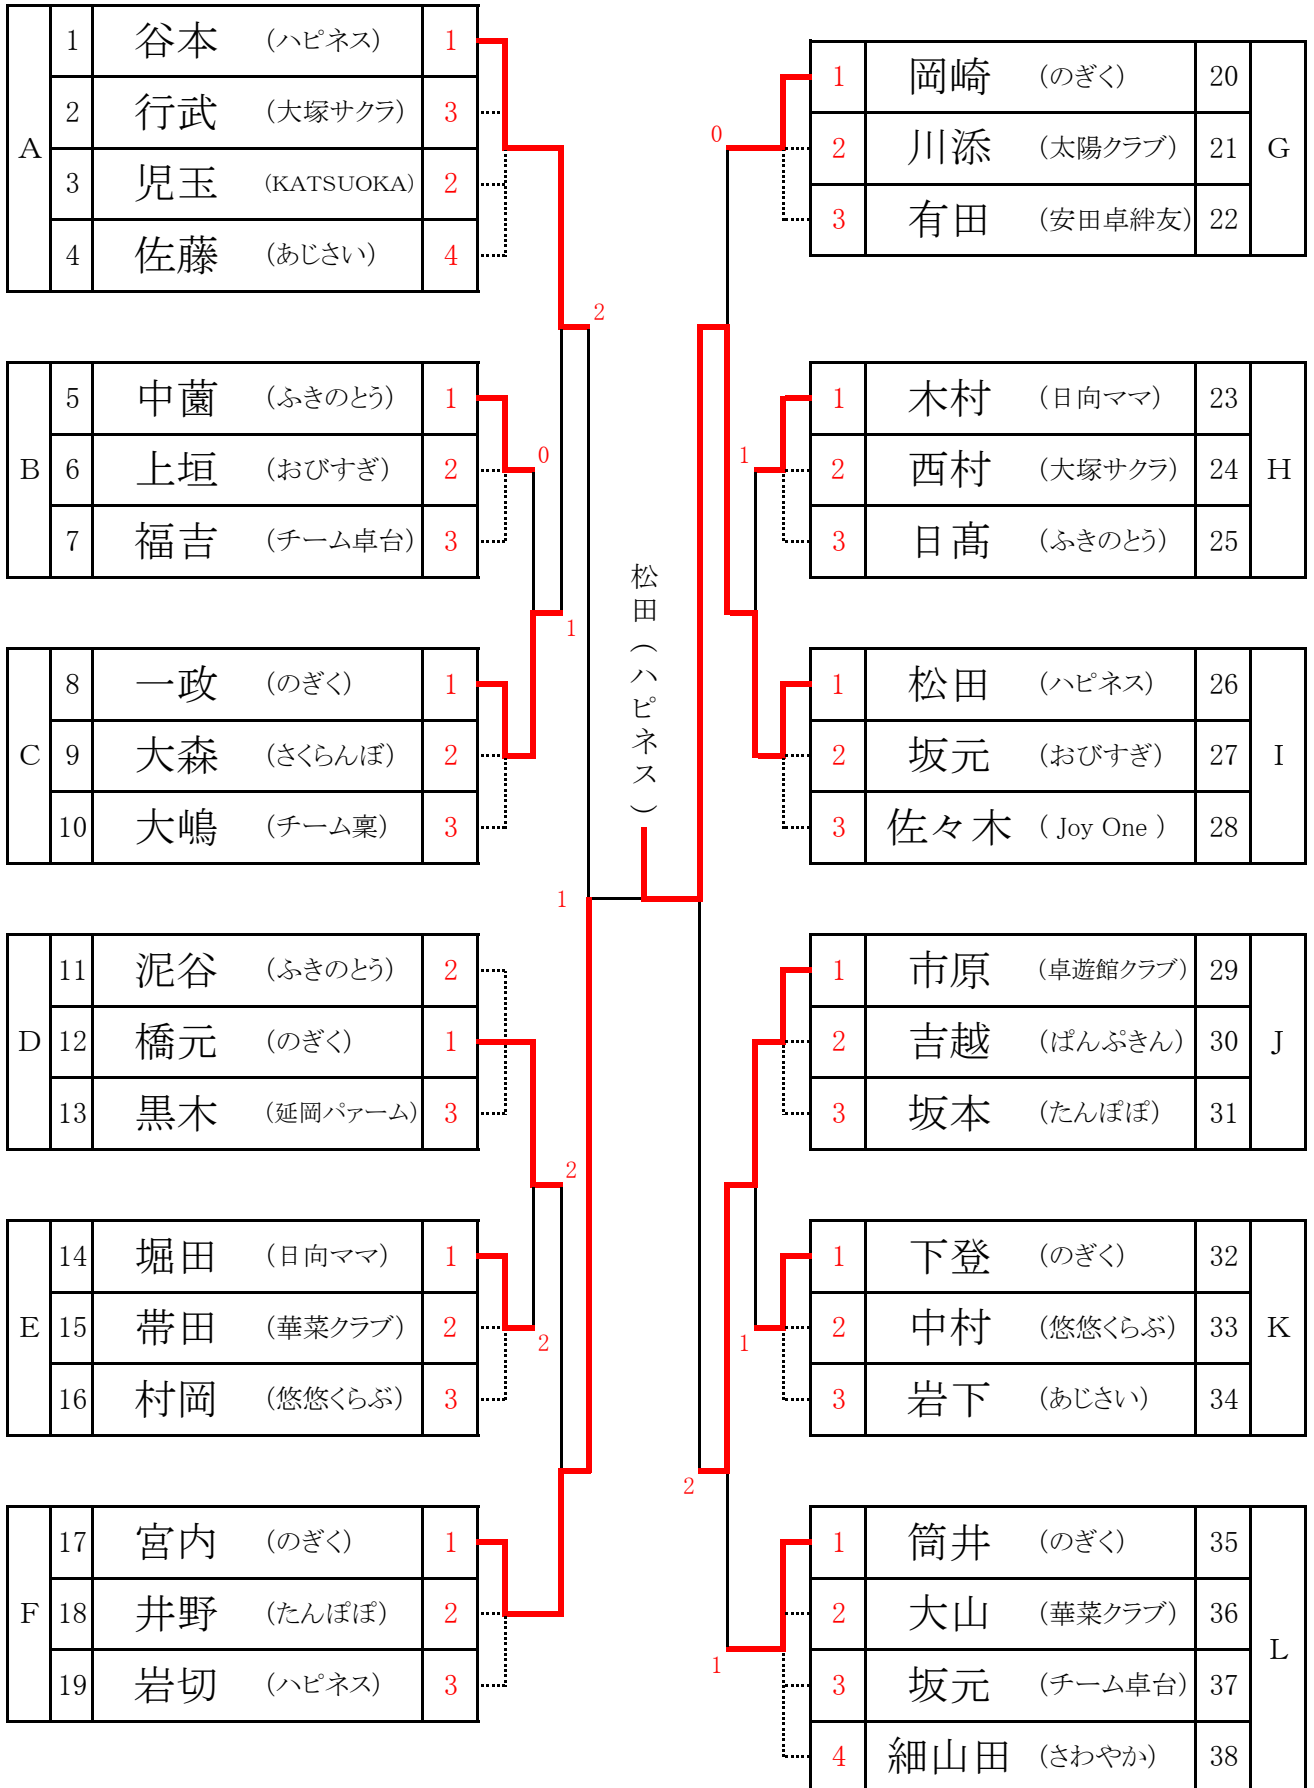 A
1 谷本 (ハピネス) 1
2 行武 (大塚サクラ) 3
3 児玉 (KATSUOKA) 2
4 佐藤 (あじさい) 4
B
5 中薗 (ふきのとう) 1
6 上垣 (おびすぎ) 2
7 福吉 (チーム卓台) 3
C
8 一政 (のぎく) 1
9 大森 (さくらんぼ) 2
10 大嶋 (チーム稟) 3
D
11 泥谷 (ふきのとう) 2
12 橋元 (のぎく) 1
13 黒木 (延岡パァーム) 3
E
14 堀田 (日向ママ) 1
15 帯田 (華菜クラブ) 2
16 村岡 (悠悠くらぶ) 3
F
17 宮内 (のぎく) 1
18 井野 (たんぽぽ) 2
19 岩切 (ハピネス) 3
2
0
1
1
2
2
松田(ハピネス)
0
1
1
2
1
G
1 岡崎 (のぎく) 20
2 川添 (太陽クラブ) 21
3 有田 (安田卓絆友) 22
H
1 木村 (日向ママ) 23
2 西村 (大塚サクラ) 24
3 日髙 (ふきのとう) 25
I
1 松田 (ハピネス) 26
2 坂元 (おびすぎ) 27
3 佐々木 ( Joy One ) 28
J
1 市原 (卓遊館クラブ) 29
2 吉越 (ぱんぷきん) 30
3 坂本 (たんぽぽ) 31
K
1 下登 (のぎく) 32
2 中村 (悠悠くらぶ) 33
3 岩下 (あじさい) 34
L
1 筒井 (のぎく) 35
2 大山 (華菜クラブ) 36
3 坂元 (チーム卓台) 37
4 細山田 (さわやか) 38